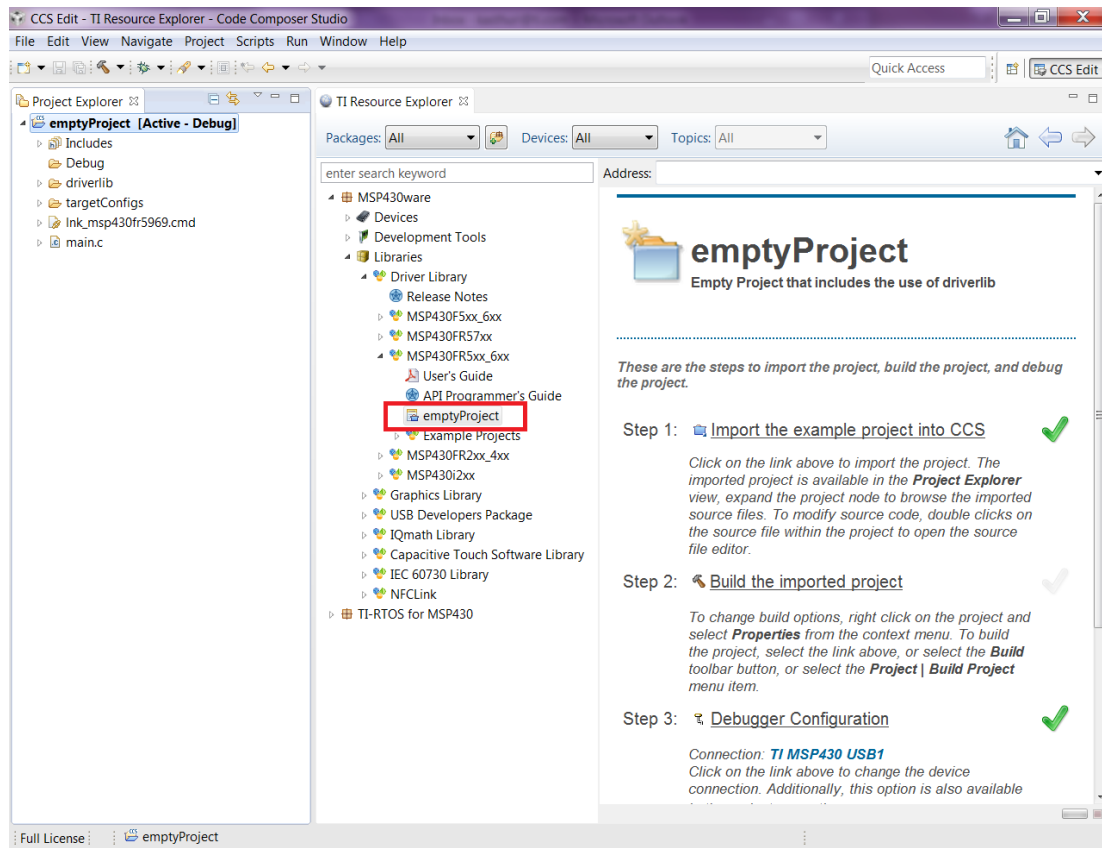 CCS Edit - TI Resource Explorer - Code Composer Studio
File Edit View Navigate Project Scripts Run Window Help
Quick Access
CCS Edit
Project Explorer
emptyProject [Active - Debug]
Includes
Debug
driverlib
targetConfigs
lnk_msp430fr5969.cmd
main.c
TI Resource Explorer
Packages: All Devices: All Topics: All
enter search keyword
MSP430ware
Devices
Development Tools
Libraries
Driver Library
Release Notes
MSP430F5xx_6xx
MSP430FR57xx
MSP430FR5xx_6xx
User's Guide
API Programmer's Guide
emptyProject
Example Projects
MSP430FR2xx_4xx
MSP430i2xx
Graphics Library
USB Developers Package
IQmath Library
Capacitive Touch Software Library
IEC 60730 Library
NFCLink
TI-RTOS for MSP430
Address:
emptyProject
Empty Project that includes the use of driverlib
These are the steps to import the project, build the project, and debug
the project.
Step 1: Import the example project into CCS
Click on the link above to import the project. The
imported project is available in the Project Explorer
view, expand the project node to browse the imported
source files. To modify source code, double clicks on
the source file within the project to open the source
file editor.
Step 2: Build the imported project
To change build options, right click on the project and
select Properties from the context menu. To build
the project, select the link above, or select the Build
toolbar button, or select the Project | Build Project
menu item.
Step 3: Debugger Configuration
Connection: TI MSP430 USB1
Click on the link above to change the device
connection. Additionally, this option is also available
Full License
emptyProject